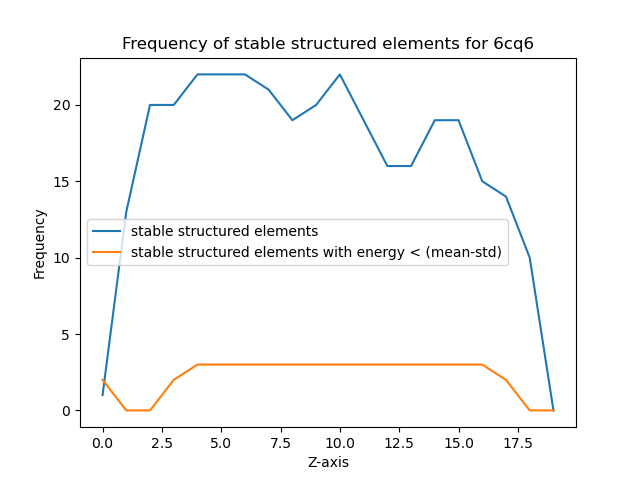 Frequency of stable structured elements for 6cq6
20
15
10
5
0
Frequency
stable structured elements
stable structured elements with energy < (mean-std)
0.0 2.5 5.0 7.5 10.0 12.5 15.0 17.5
Z-axis